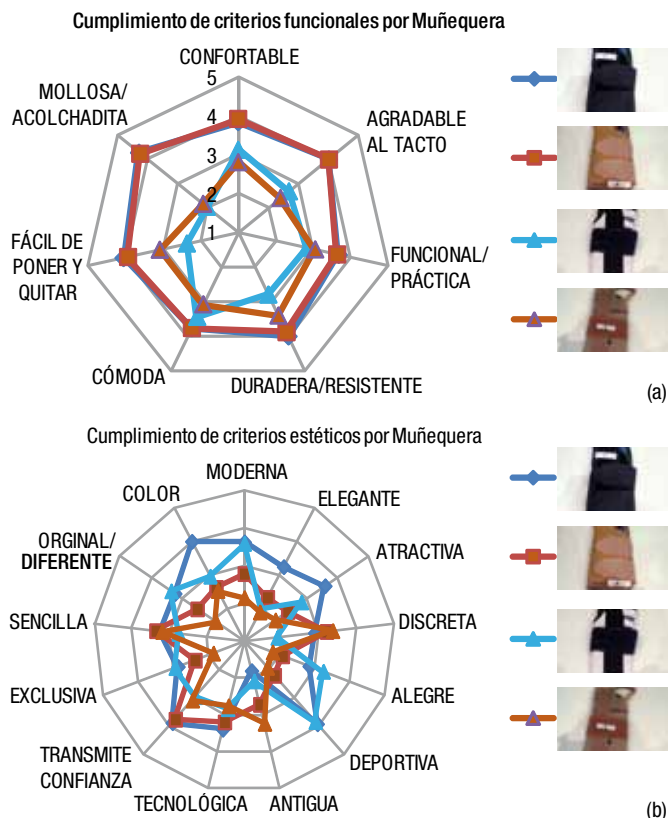 Cumplimiento de criterios funcionales por Muñequera
CONFORTABLE
5
MOLLOSA/
ACOLCHADITA
4
AGRADABLE
AL TACTO
3
2
1
FÁCIL DE
PONER Y
QUITAR
FUNCIONAL/
PRÁCTICA
CÓMODA
DURADERA/RESISTENTE
(a)
Cumplimiento de criterios estéticos por Muñequera
MODERNA
COLOR
ELEGANTE
ORGINAL/
DIFERENTE
ATRACTIVA
SENCILLA
DISCRETA
EXCLUSIVA
ALEGRE
TRANSMITE
CONFIANZA
DEPORTIVA
TECNOLÓGICA
ANTIGUA
(b)